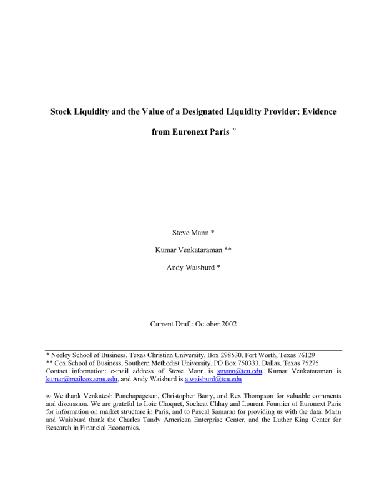 Stock Liquidity and the Value of a Designated Liquidity Provider: Evidence
from Euronext Paris
Steve Mann *
Kumar Venkataraman **
Andy Waisburd *
Current Draft: October 2002
* Neeley School of Business, Texas Christian University, Box 298530, Fort Worth, Texas 76129
** Cox School of Business, Southern Methodist University, PO Box 750333, Dallas, Texas 75275
Contact information: e-mail address of Steve Mann is smann@tcu.edu, Kumar Venkataraman is
kumar@mail.cox.smu.edu, and Andy Waisburd is a.waisburd@tcu.edu
We thank Venkatesh Panchapagesan, Christopher Barry, and Rex Thompson for valuable comments
and discussion. We are grateful to Loic Choquet, Socheat Chhay and Laurent Fournier of Euronext Paris
for information on market structure in Paris, and to Pascal Samaran for providing us with the data. Mann
and Waisburd thank the Charles Tandy American Enterprise Center, and the Luther King Center for
Research in Financial Economics.